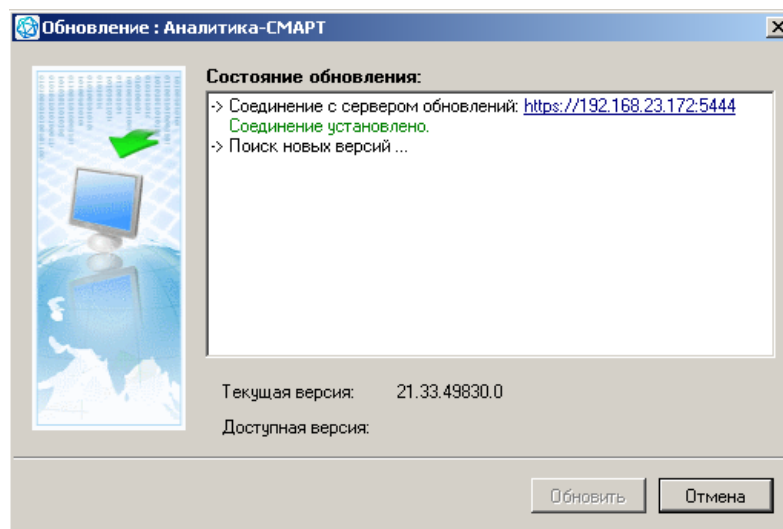 Обновление : Аналитика-СМАРТ
Состояние обновления:
-> Соединение с сервером обновлений: https://192.168.23.172:5444
Соединение установлено.
-> Поиск новых версий ...
Текущая версия: 21.33.49830.0
Доступная версия:
Обновить Отмена